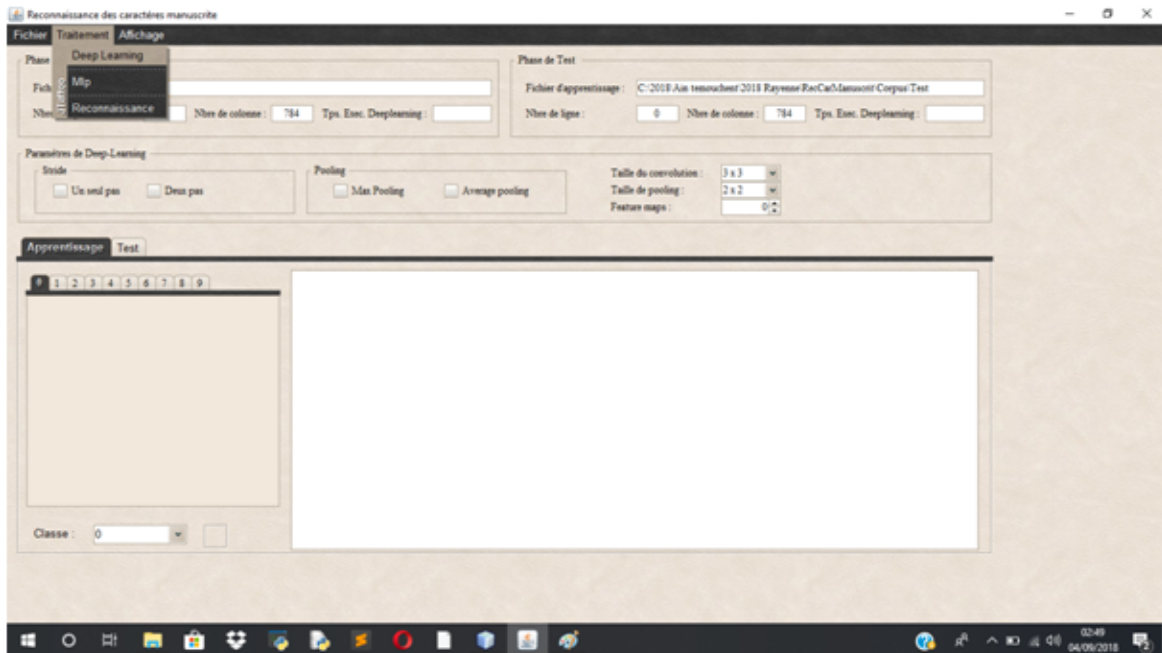 Reconnaissance des caractères manuscrite
Fichier Traitement Affichage
Deep Learning
Mlp
Reconnaissance
Phase
Phase de Test
Fichier d'apprentissage : C:\2018\Ain temouchent\2018 Rayenne\RecCarManuscrit\Corpus\Test
Nbre de colonne : 784 Tps. Exec. Deeplearning :
Nbre de ligne : 0 Nbre de colonne : 784 Tps. Exec. Deeplearning :
Paramètres de Deep-Learning
Stride
Un seul pas Deux pas
Pooling
Max Pooling Average pooling
Taille du convolution : 3 x 3
Taille de pooling : 2 x 2
Feature maps : 0
Apprentissage Test
1 2 3 4 5 6 7 8 9
Classe : 0
02:49
04/09/2018